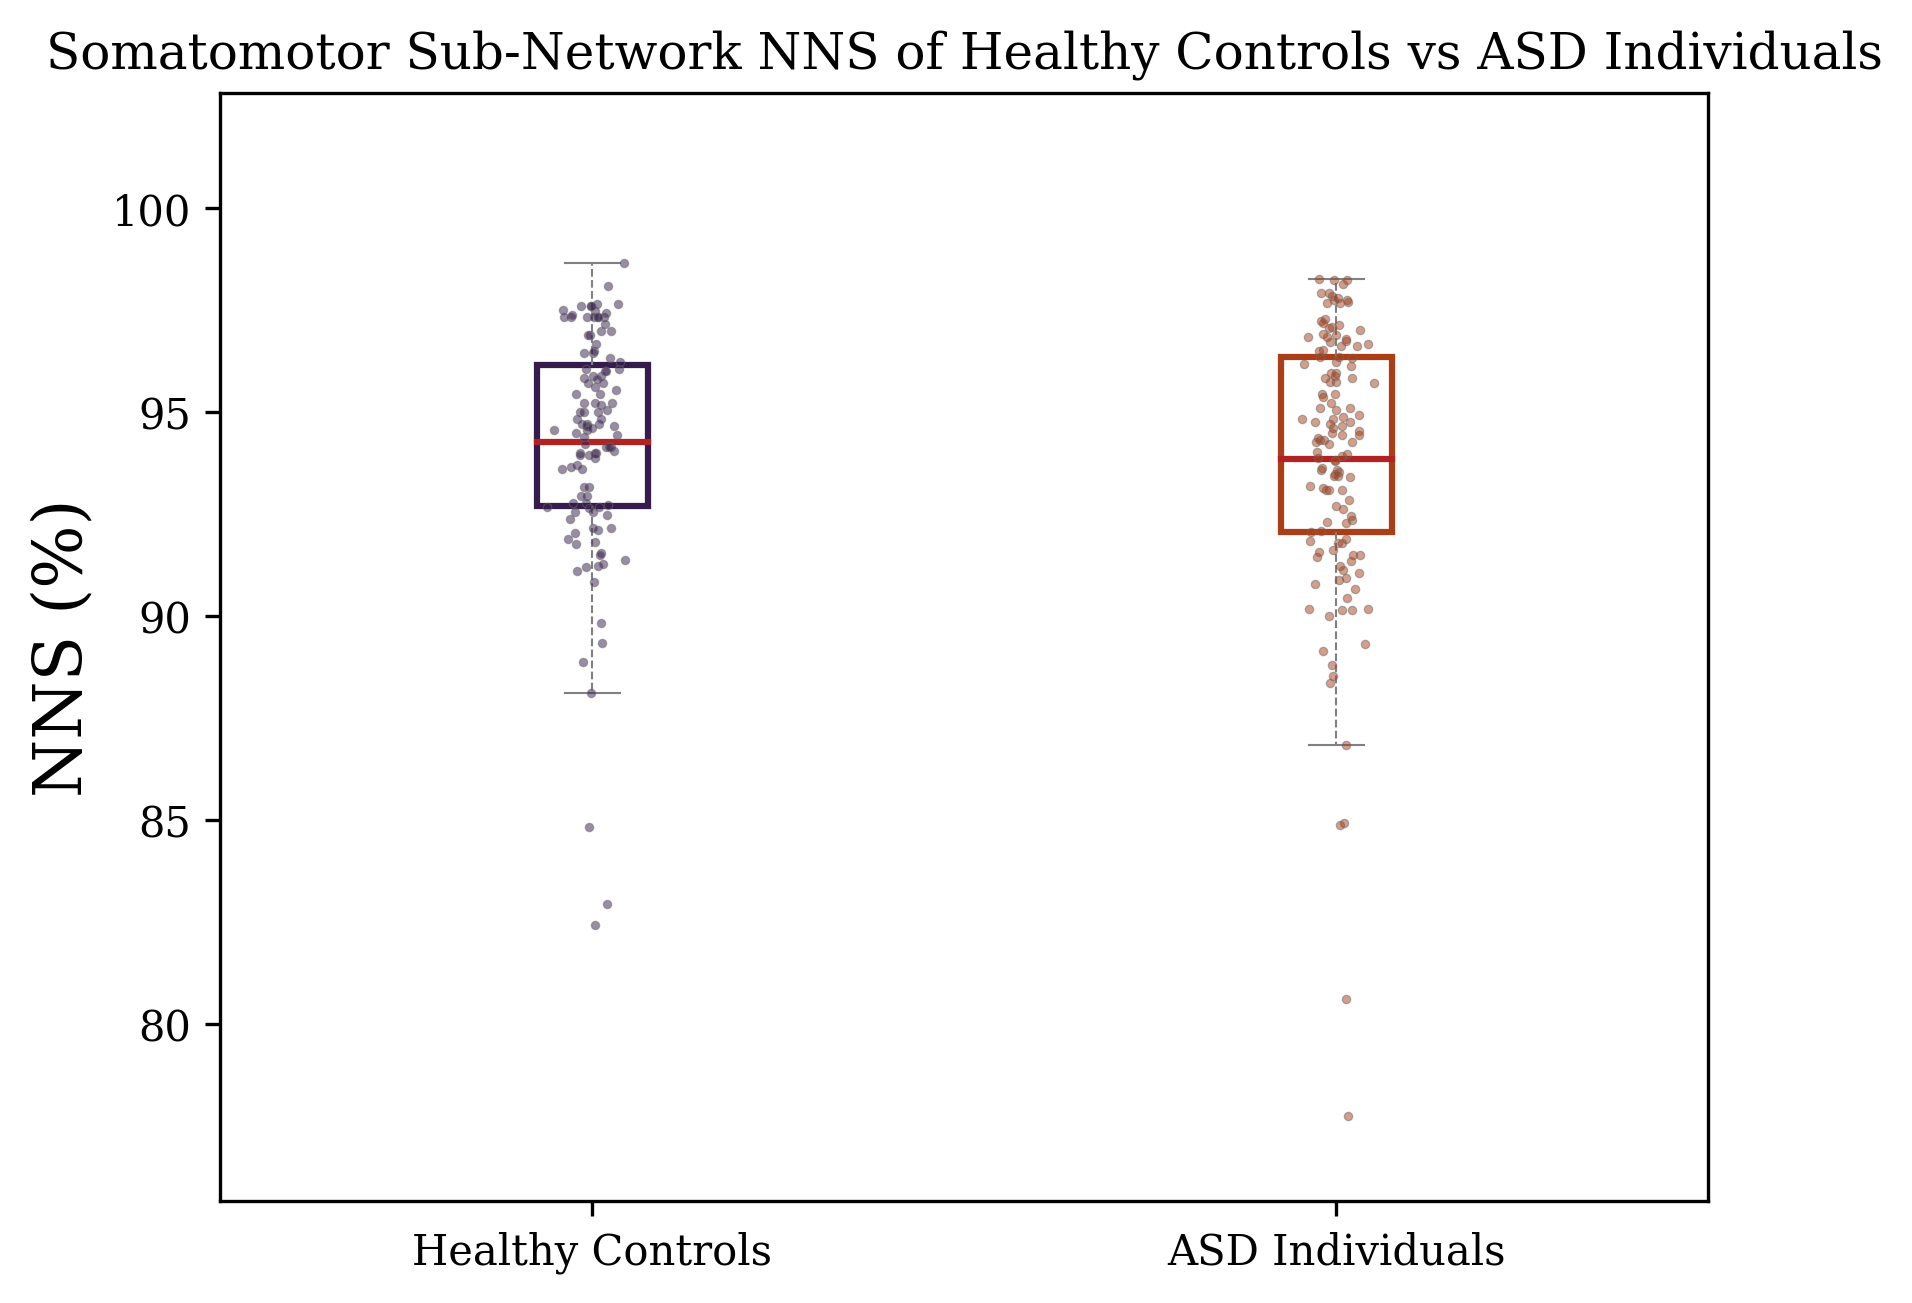 Somatomotor Sub-Network NNS of Healthy Controls vs ASD Individuals
NNS (%)
100
95
90
85
80
Healthy Controls
ASD Individuals